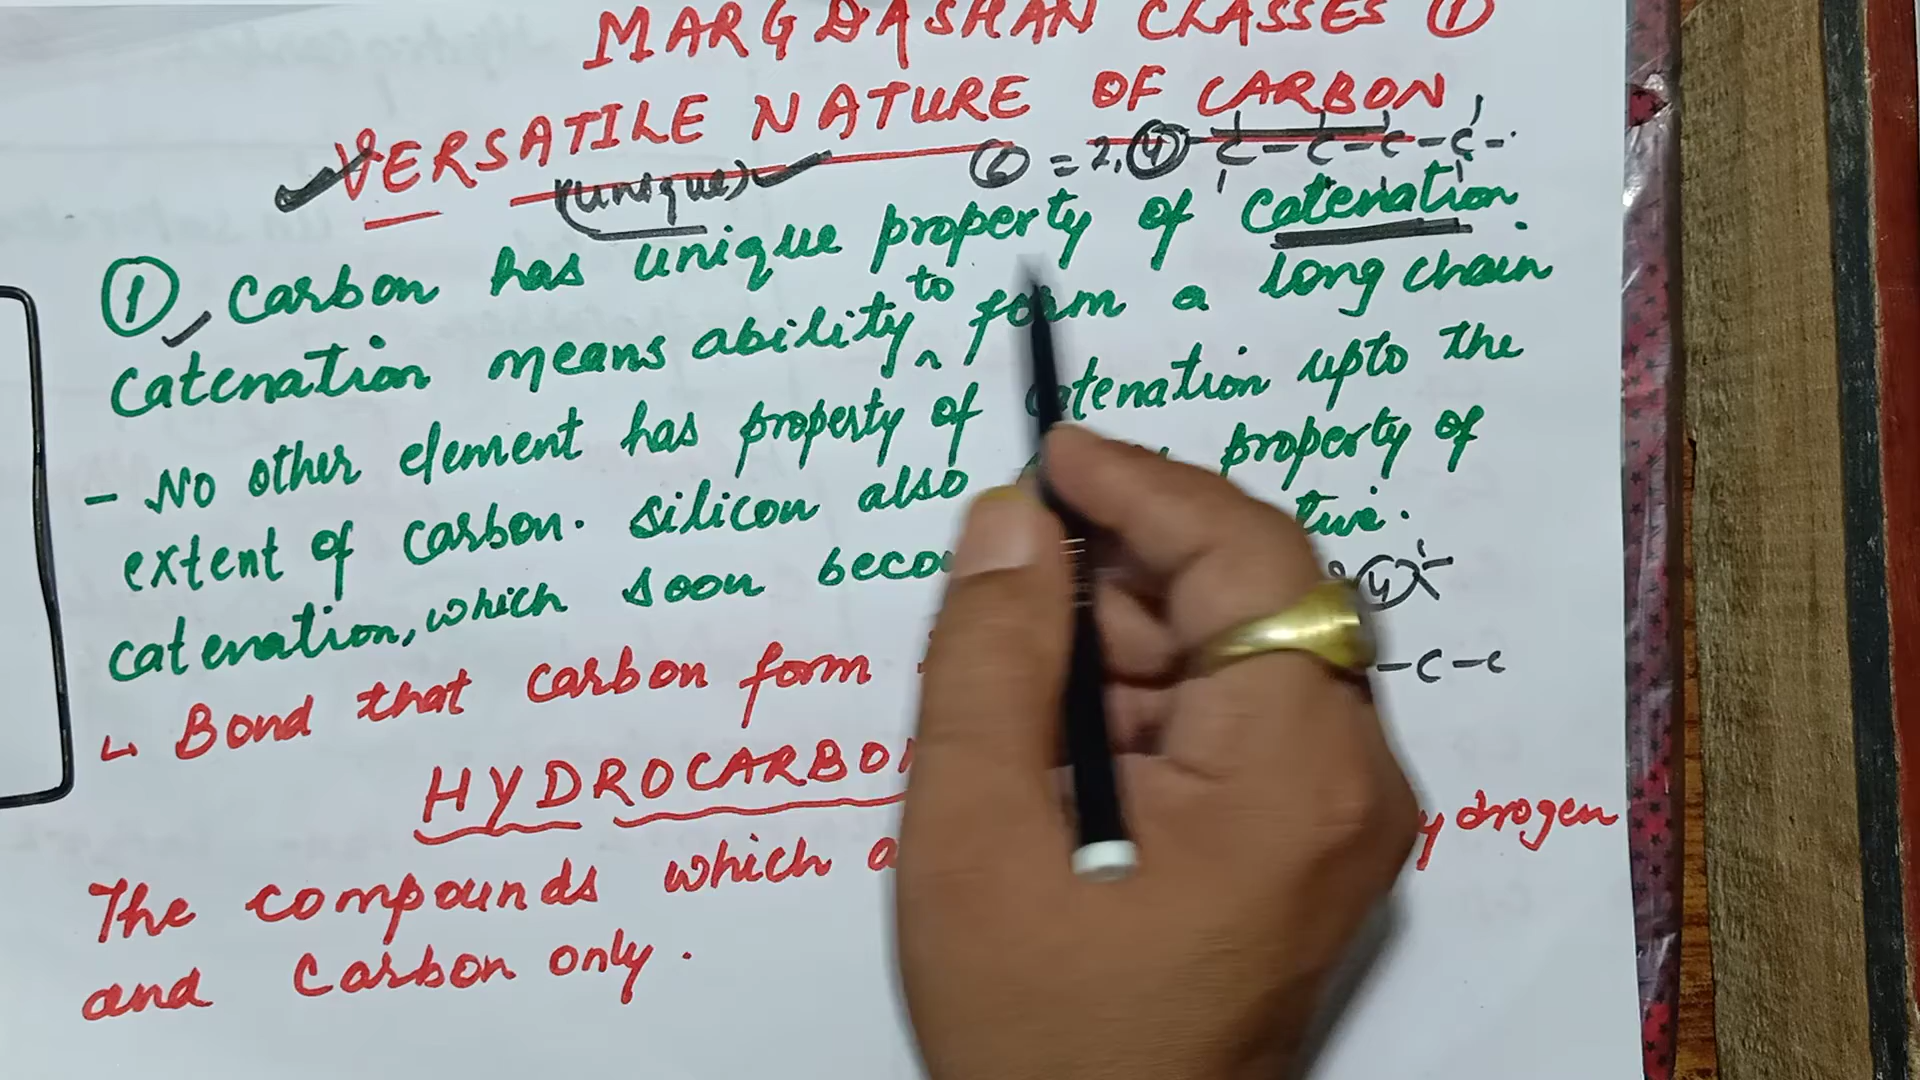 MARGDASHAN CLASSES ①
VERSATILE NATURE OF CARBON
(unique)
⑥ = 2, ④ -C-C-C-C-
① Carbon has unique property of catenation.
Catenation means ability to form a long chain
- No other element has property of catenation upto the
extent of carbon. Silicon also property of
catenation, which soon
④
-C-C
↳ Bond that carbon form
HYDROCARBON
The compounds which hydrogen
and Carbon only.